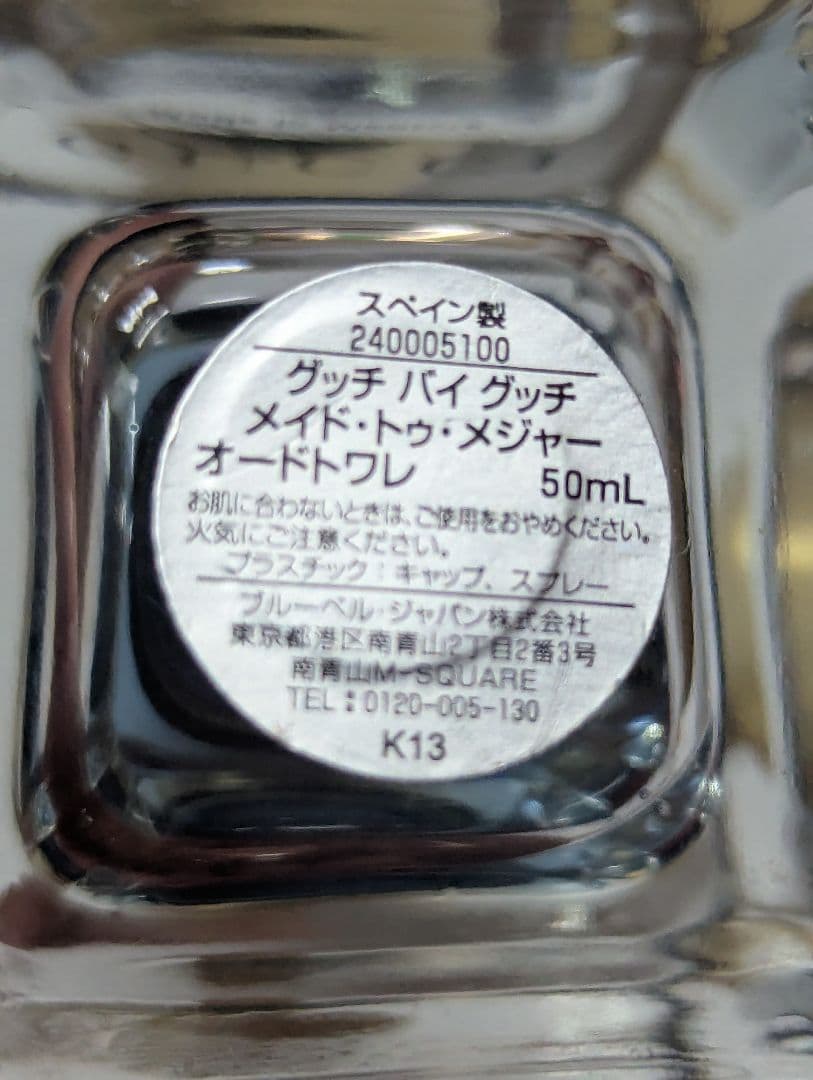 スペイン製
240005100
グッチ バイ グッチ
メイド・トゥ・メジャー
オードトワレ 50mL
お肌に合わないときは、ご使用をおやめください。
火気にご注意ください。
プラスチック：キャップ、スプレー
ブルーベル・ジャパン株式会社
東京都港区南青山2丁目2番3号
南青山M-SQUARE
TEL：0120-005-130
K13